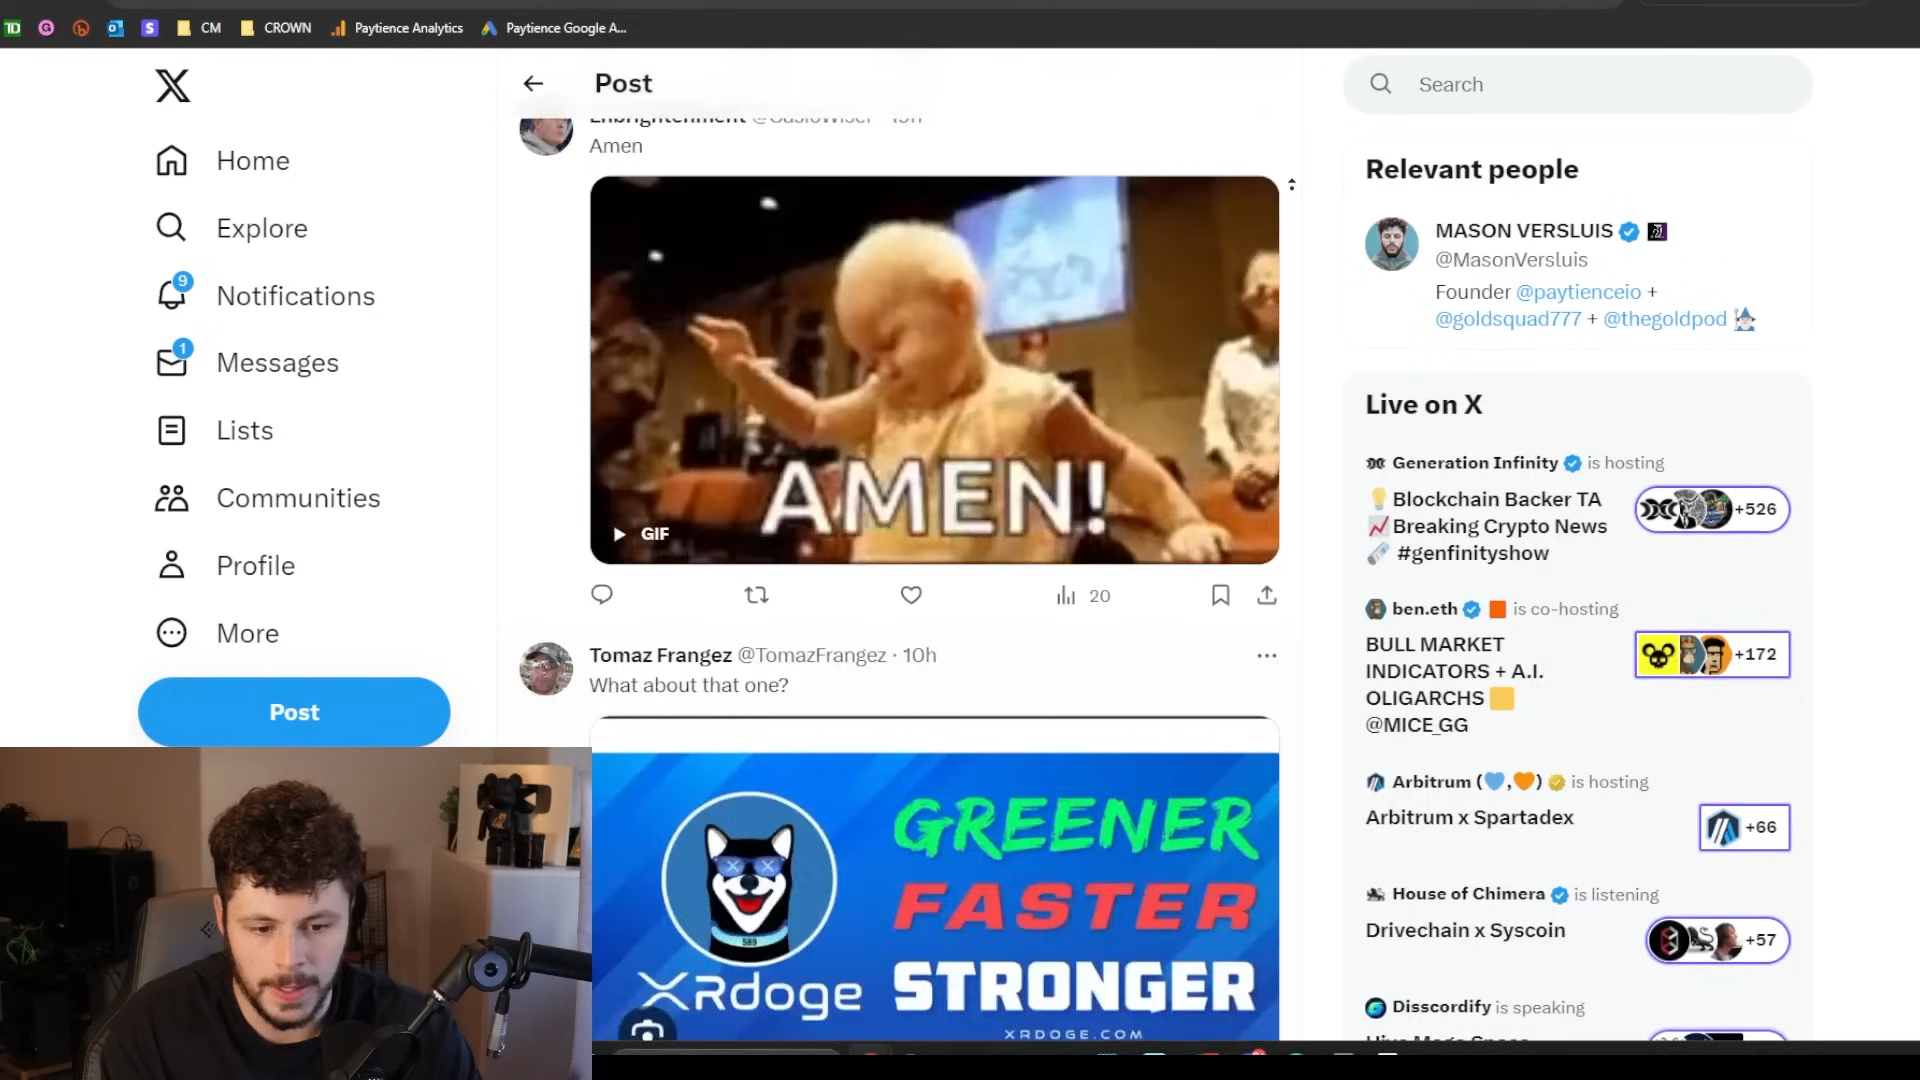 CM
CROWN
Paytience Analytics
Paytience Google A...
Home
Explore
9
Notifications
1
Messages
Lists
Communities
Profile
More
Post
Post
Amen
AMEN!
GIF
20
Tomaz Frangez @TomazFrangez · 10h
What about that one?
GREENER
FASTER
STRONGER
XRdoge
589
XRDOGE.COM
Search
Relevant people
MASON VERSLUIS
@MasonVersluis
Founder @paytienceio +
@goldsquad777 + @thegoldpod
Live on X
Generation Infinity is hosting
Blockchain Backer TA
Breaking Crypto News
#genfinityshow
+526
ben.eth is co-hosting
BULL MARKET
INDICATORS + A.I.
OLIGARCHS
@MICE_GG
+172
Arbitrum ( , ) is hosting
Arbitrum x Spartadex
+66
House of Chimera is listening
Drivechain x Syscoin
+57
Disscordify is speaking